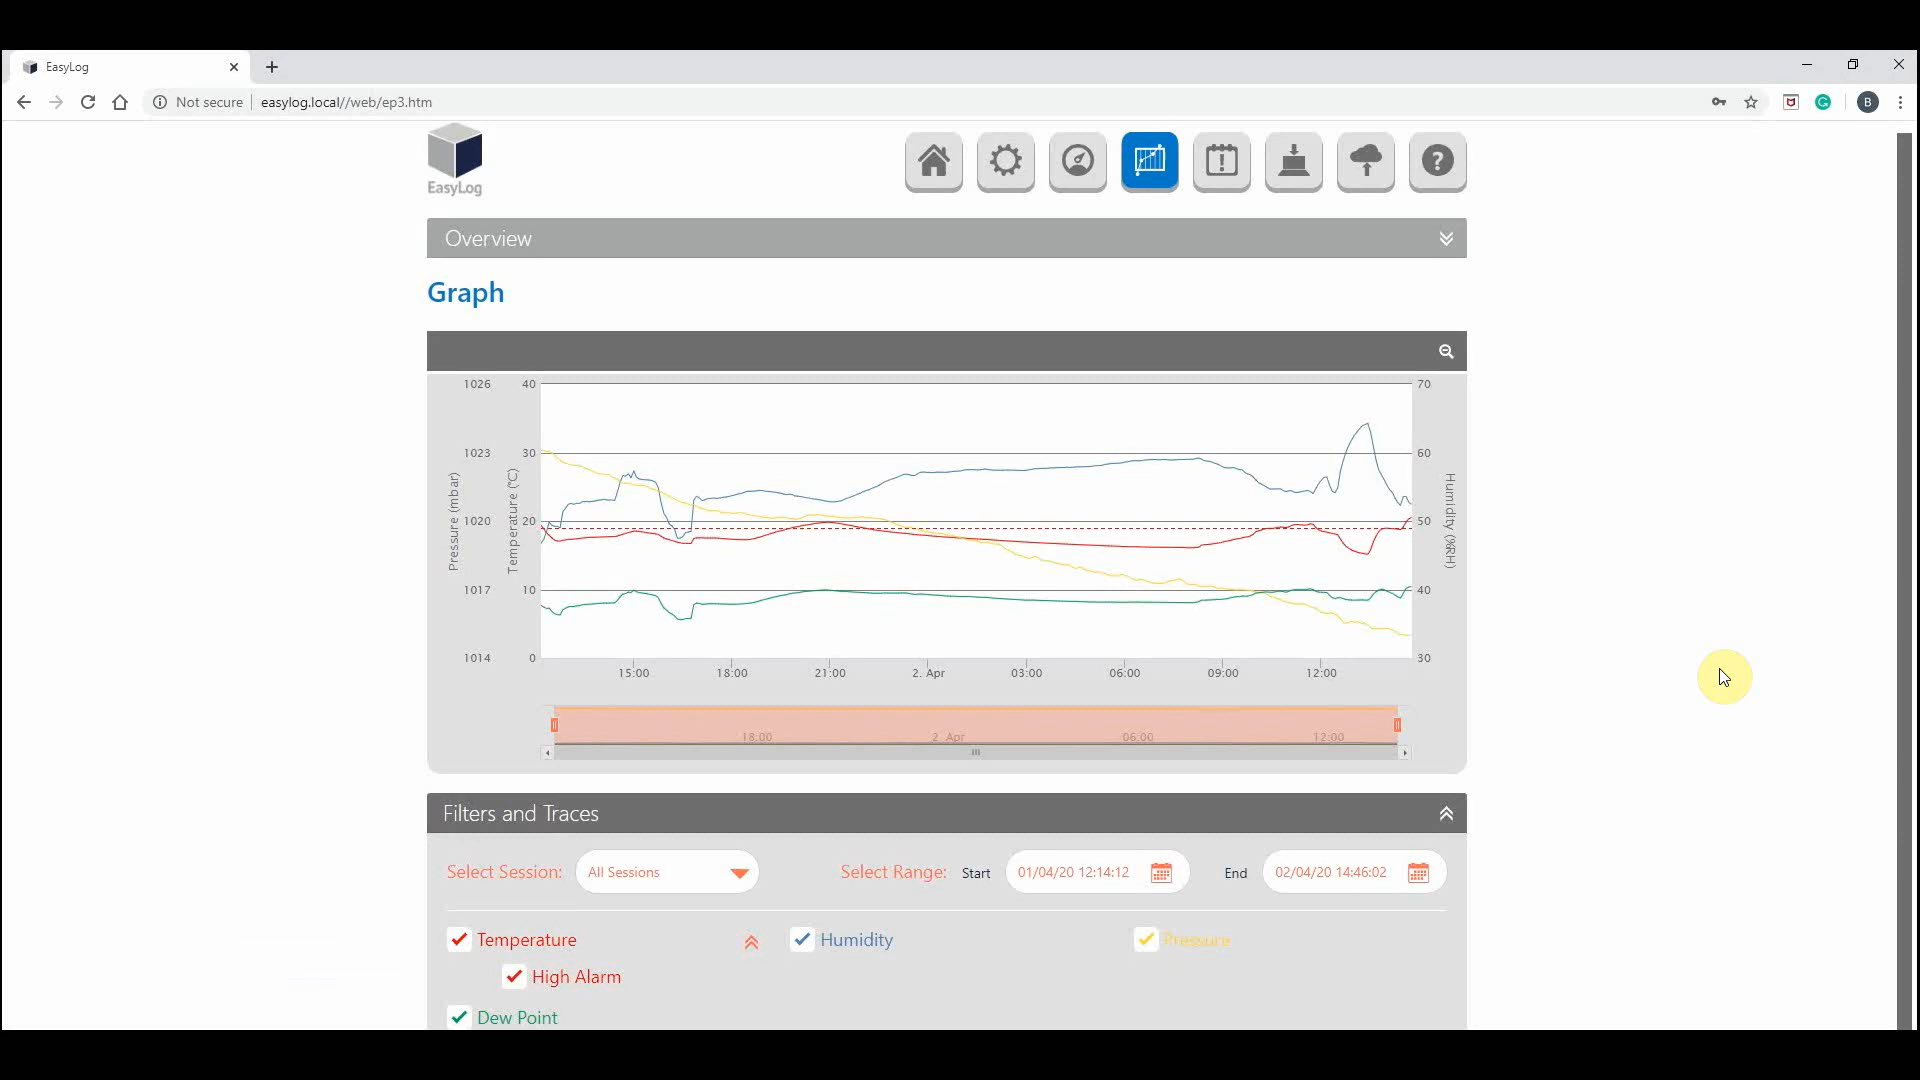 EasyLog
Not secure easylog.local//web/ep3.htm
B
EasyLog
Overview
Graph
1026 40 70
1023 30 60
1020 20 50
1017 10 40
1014 0 30
Pressure (mbar)
Temperature (°C)
Humidity (%RH)
15:00 18:00 21:00 2. Apr 03:00 06:00 09:00 12:00
18:00 2. Apr 06:00 12:00
Filters and Traces
Select Session: All Sessions Select Range: Start 01/04/20 12:14:12 End 02/04/20 14:46:02
Temperature Humidity Pressure
High Alarm
Dew Point